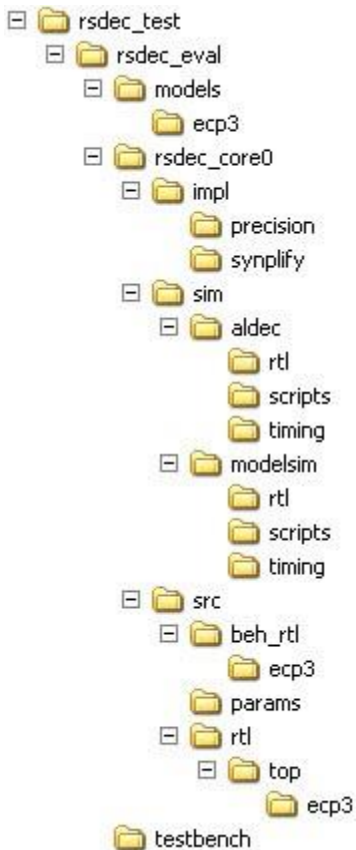 rsdec_test
rsdec_eval
models
ecp3
rsdec_core0
impl
precision
synplify
sim
aldec
rtl
scripts
timing
modelsim
rtl
scripts
timing
src
beh_rtl
ecp3
params
rtl
top
ecp3
testbench